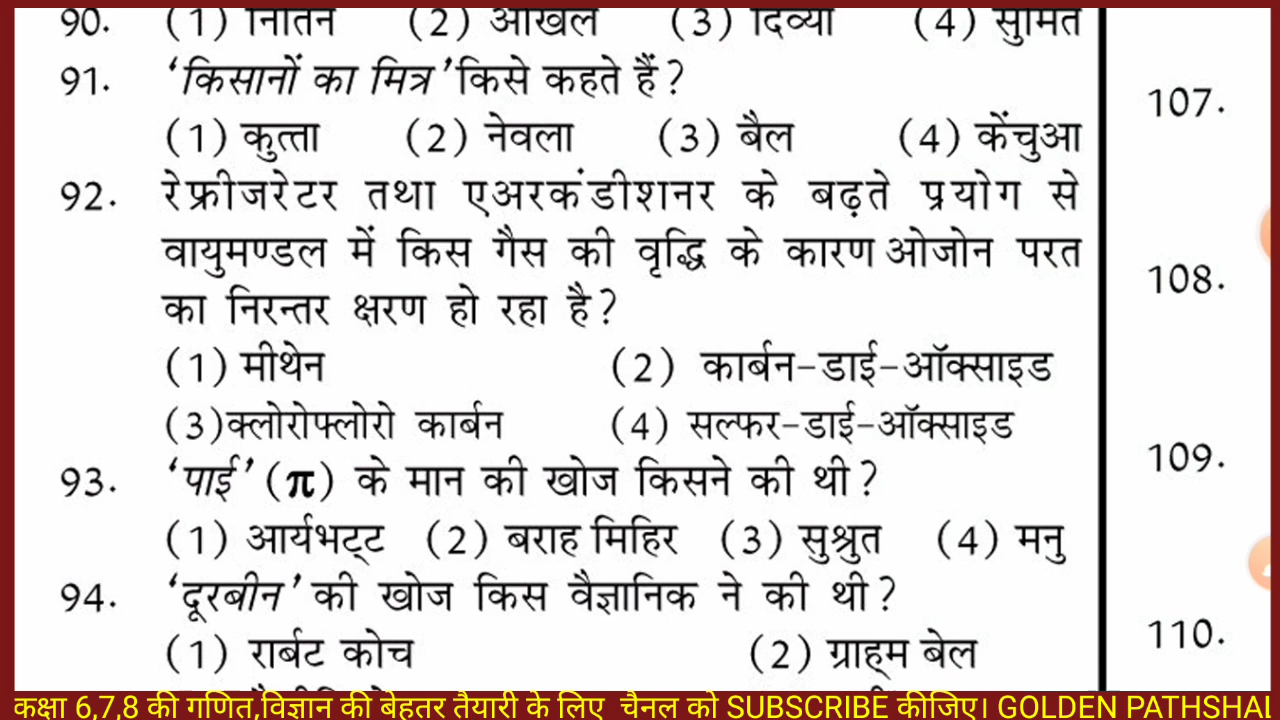 90. (1) नितिन (2) अखिल (3) दिव्या (4) सुमित
91. ‘किसानों का मित्र’ किसे कहते हैं?
(1) कुत्ता (2) नेवला (3) बैल (4) केंचुआ
92. रेफ्रीजरेटर तथा एअरकंडीशनर के बढ़ते प्रयोग से
वायुमण्डल में किस गैस की वृद्धि के कारण ओजोन परत
का निरन्तर क्षरण हो रहा है?
(1) मीथेन (2) कार्बन-डाई-ऑक्साइड
(3)क्लोरोफ्लोरो कार्बन (4) सल्फर-डाई-ऑक्साइड
93. ‘पाई’ (π) के मान की खोज किसने की थी?
(1) आर्यभट्ट (2) बराह मिहिर (3) सुश्रुत (4) मनु
94. ‘दूरबीन’ की खोज किस वैज्ञानिक ने की थी?
(1) रार्बट कोच (2) ग्राह्म बेल
107.
108.
109.
110.
कक्षा 6,7,8 की गणित,विज्ञान की बेहतर तैयारी के लिए चैनल को SUBSCRIBE कीजिए। GOLDEN PATHSHAL